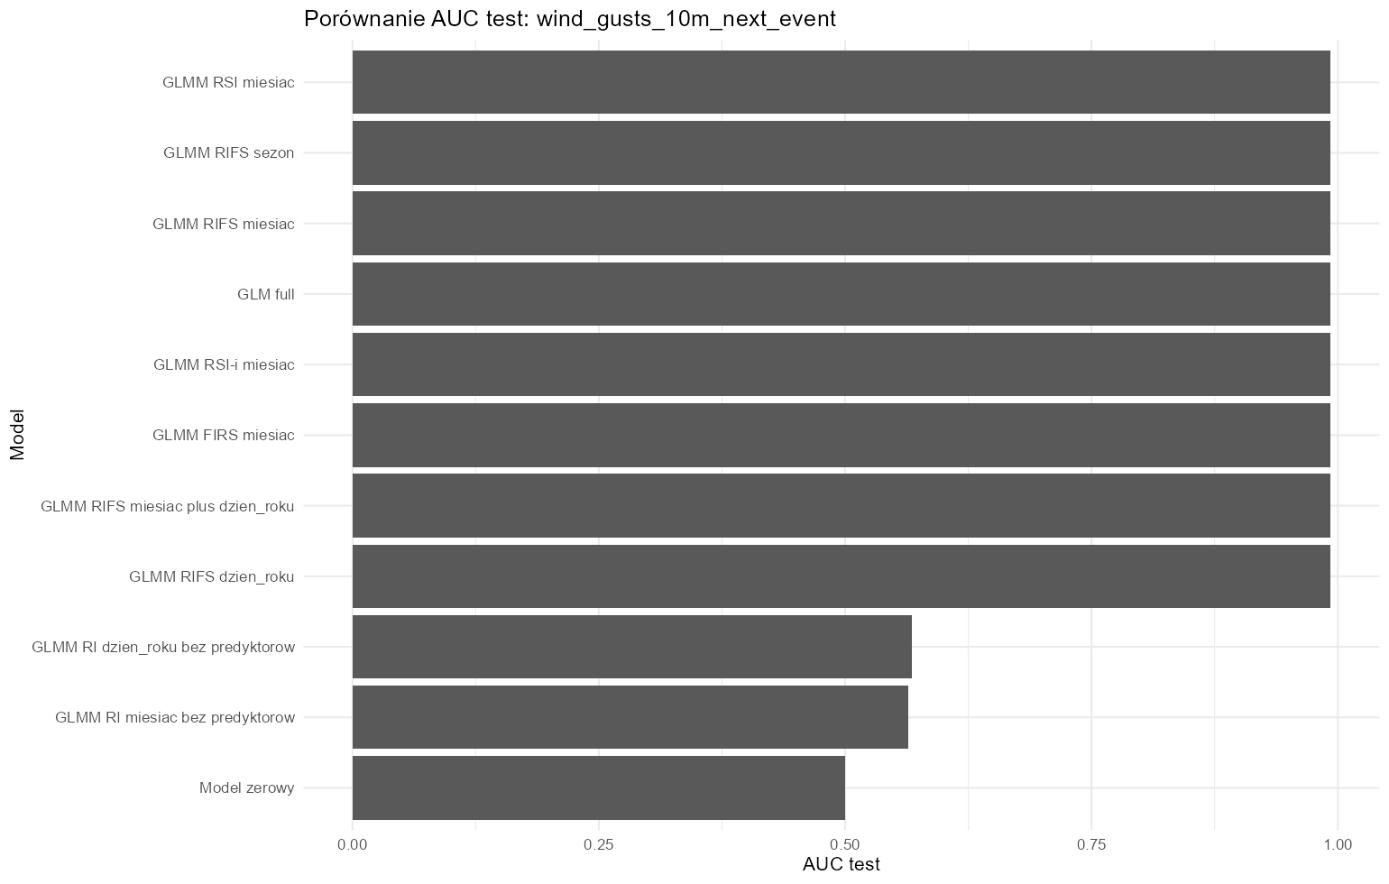 Porównanie AUC test: wind_gusts_10m_next_event
GLMM RSI miesiac
GLMM RIFS sezon
GLMM RIFS miesiac
GLM full
GLMM RSI-i miesiac
GLMM FIRS miesiac
GLMM RIFS miesiac plus dzien_roku
GLMM RIFS dzien_roku
GLMM RI dzien_roku bez predyktorow
GLMM RI miesiac bez predyktorow
Model zerowy
Model
0.00 0.25 0.50 0.75 1.00
AUC test